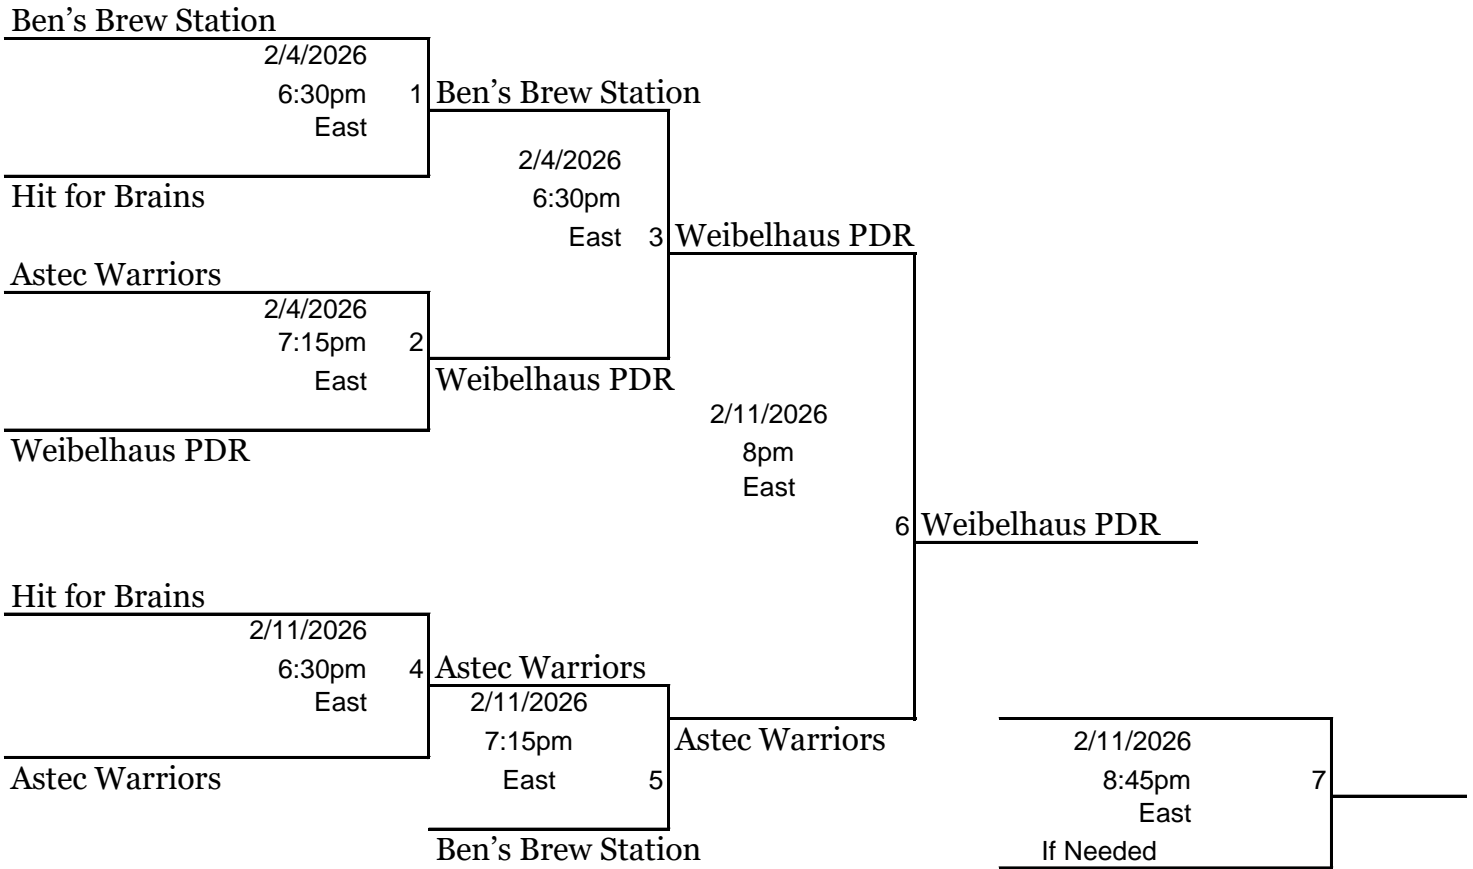 Ben’s Brew Station
2/4/2026
6:30pm 1 Ben’s Brew Station
East
2/4/2026
Hit for Brains 6:30pm
East 3 Weibelhaus PDR
Astec Warriors
2/4/2026
7:15pm 2
East Weibelhaus PDR
2/11/2026
Weibelhaus PDR 8pm
East
6 Weibelhaus PDR
Hit for Brains
2/11/2026
6:30pm 4 Astec Warriors
East 2/11/2026
7:15pm Astec Warriors 2/11/2026
Astec Warriors East 5 8:45pm 7
East
Ben’s Brew Station If Needed